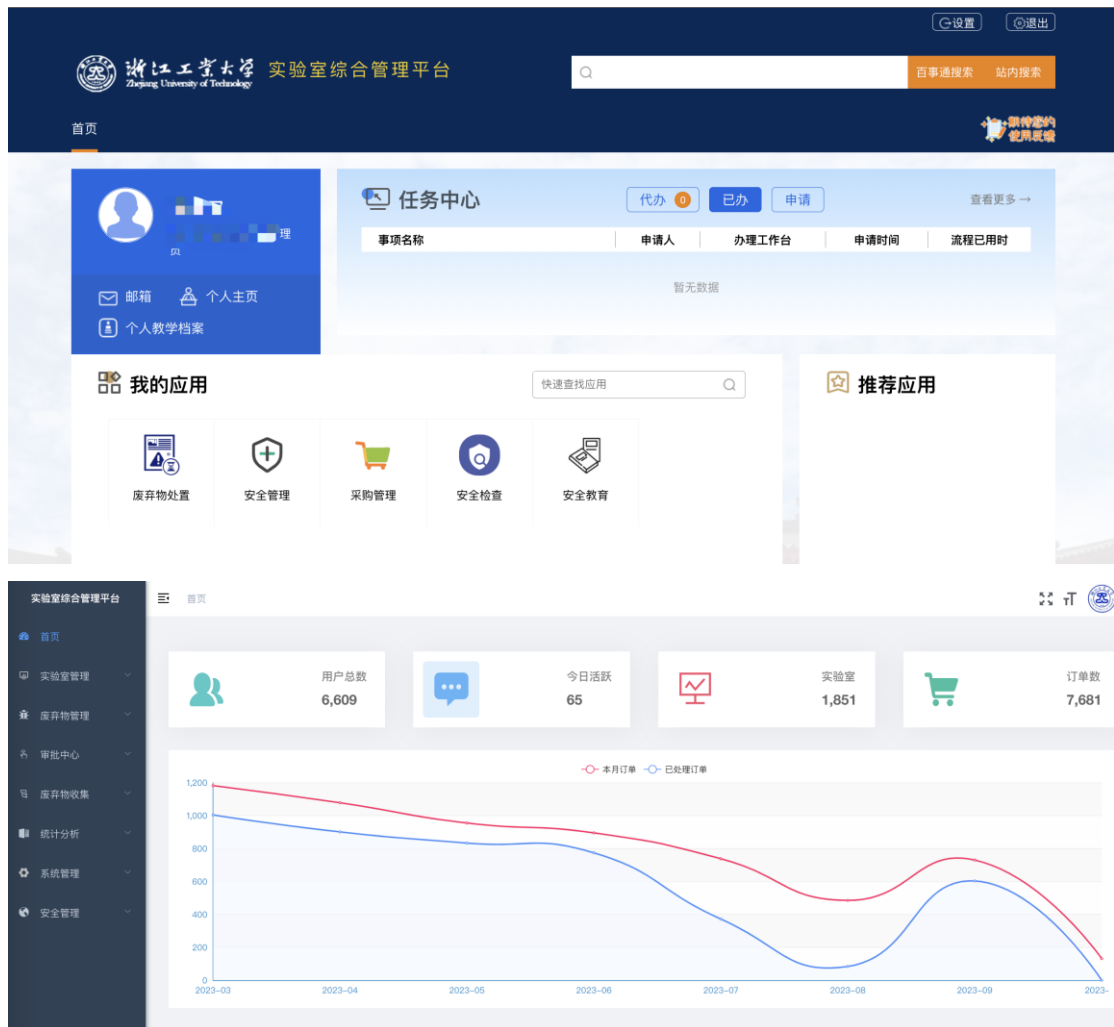 设置 退出
浙江工业大学 实验室综合管理平台
Zhejiang University of Technology
百事通搜索 站内搜索
首页
期待您的
使用反馈
任务中心 代办 0 已办 申请 查看更多 →
理
员
事项名称 申请人 办理工作台 申请时间 流程已用时
暂无数据
邮箱 个人主页
个人教学档案
我的应用 快速查找应用 推荐应用
废弃物处置 安全管理 采购管理 安全检查 安全教育
实验室综合管理平台 首页
首页
实验室管理
废弃物管理
审批中心
废弃物收集
统计分析
系统管理
安全管理
用户总数 今日活跃 实验室 订单数
6,609 65 1,851 7,681
本月订单 已处理订单
1,200
1,000
800
600
400
200
0
2023-03 2023-04 2023-05 2023-06 2023-07 2023-08 2023-09 2023-